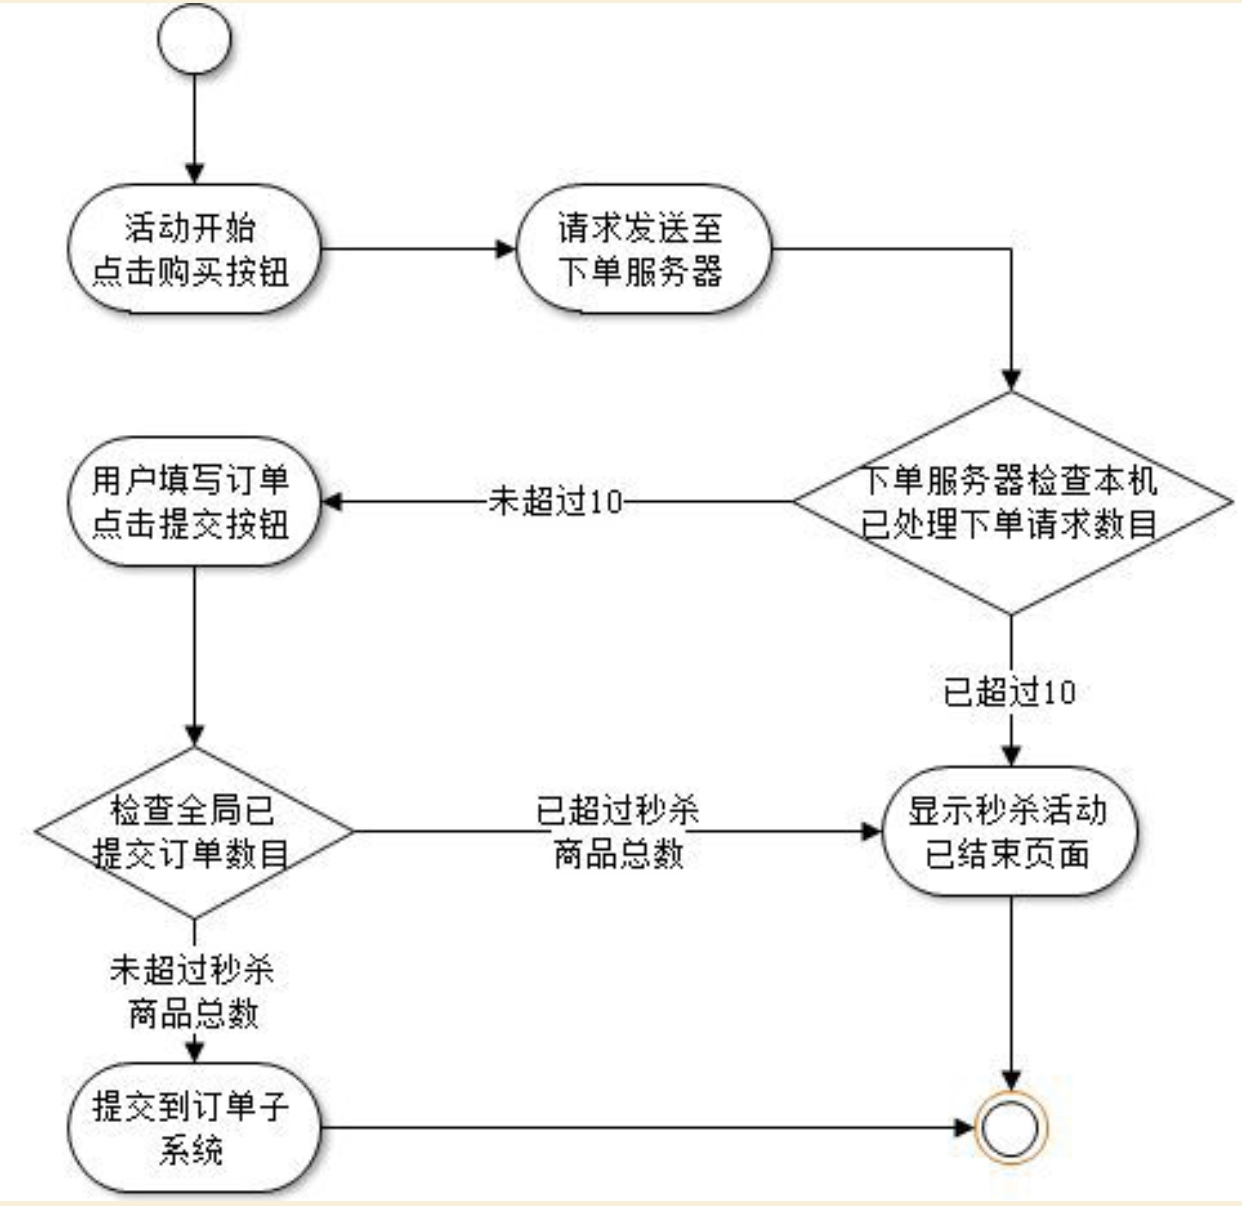 活动开始
点击购买按钮
请求发送至
下单服务器
下单服务器检查本机
已处理下单请求数目
未超过10
用户填写订单
点击提交按钮
已超过10
检查全局已
提交订单数目
已超过秒杀
商品总数
显示秒杀活动
已结束页面
未超过秒杀
商品总数
提交到订单子
系统